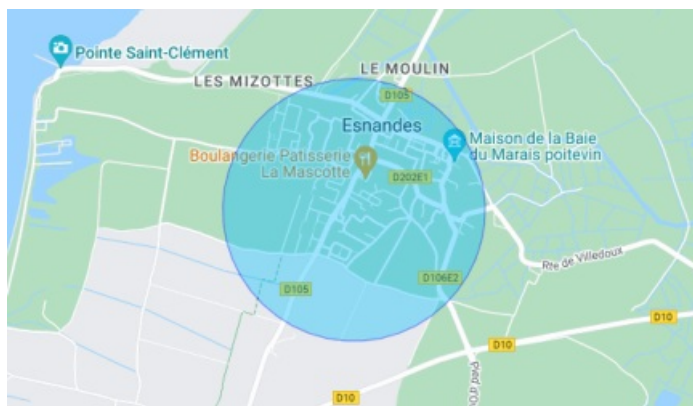 Pointe Saint-Clément
LES MIZOTTES
LE MOULIN
D105
Esnandes
Maison de la Baie
du Marais poitevin
Boulangerie Patisserie
La Mascotte
D202E1
Rte de Villedoux
D106E2
D105
D10
D10
D10